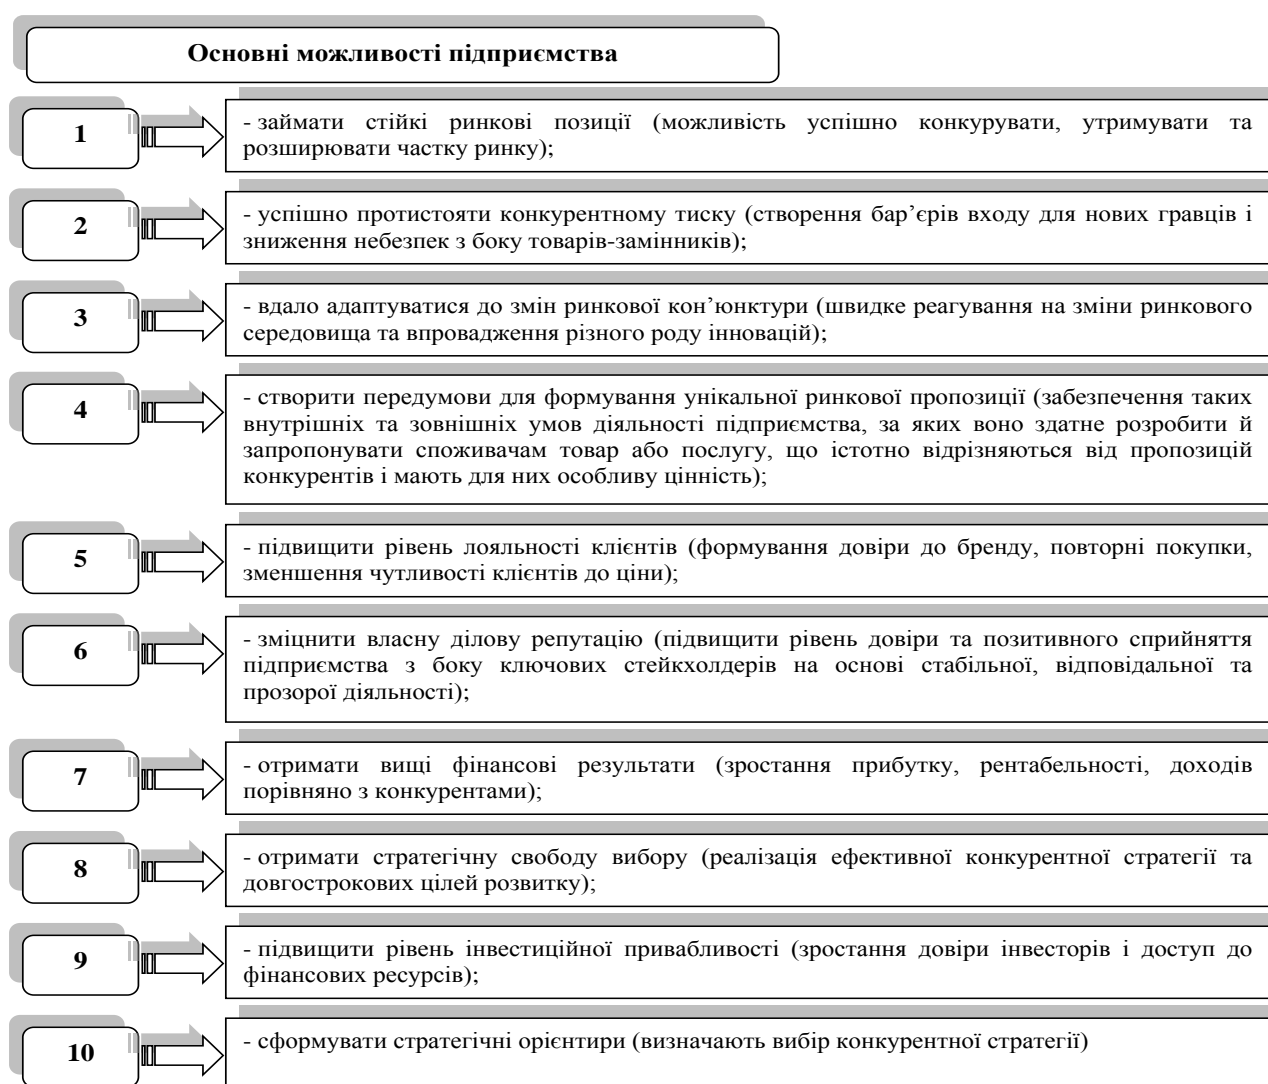 Основні можливості підприємства
1
- займати стійкі ринкові позиції (можливість успішно конкурувати, утримувати та
розширювати частку ринку);
2
- успішно протистояти конкурентному тиску (створення бар’єрів входу для нових гравців і
зниження небезпек з боку товарів-замінників);
3
- вдало адаптуватися до змін ринкової кон’юнктури (швидке реагування на зміни ринкового
середовища та впровадження різного роду інновацій);
4
- створити передумови для формування унікальної ринкової пропозиції (забезпечення таких
внутрішніх та зовнішніх умов діяльності підприємства, за яких воно здатне розробити й
запропонувати споживачам товар або послугу, що істотно відрізняються від пропозицій
конкурентів і мають для них особливу цінність);
5
- підвищити рівень лояльності клієнтів (формування довіри до бренду, повторні покупки,
зменшення чутливості клієнтів до ціни);
6
- зміцнити власну ділову репутацію (підвищити рівень довіри та позитивного сприйняття
підприємства з боку ключових стейкхолдерів на основі стабільної, відповідальної та
прозорої діяльності);
7
- отримати вищі фінансові результати (зростання прибутку, рентабельності, доходів
порівняно з конкурентами);
8
- отримати стратегічну свободу вибору (реалізація ефективної конкурентної стратегії та
довгострокових цілей розвитку);
9
- підвищити рівень інвестиційної привабливості (зростання довіри інвесторів і доступ до
фінансових ресурсів);
10
- сформувати стратегічні орієнтири (визначають вибір конкурентної стратегії)